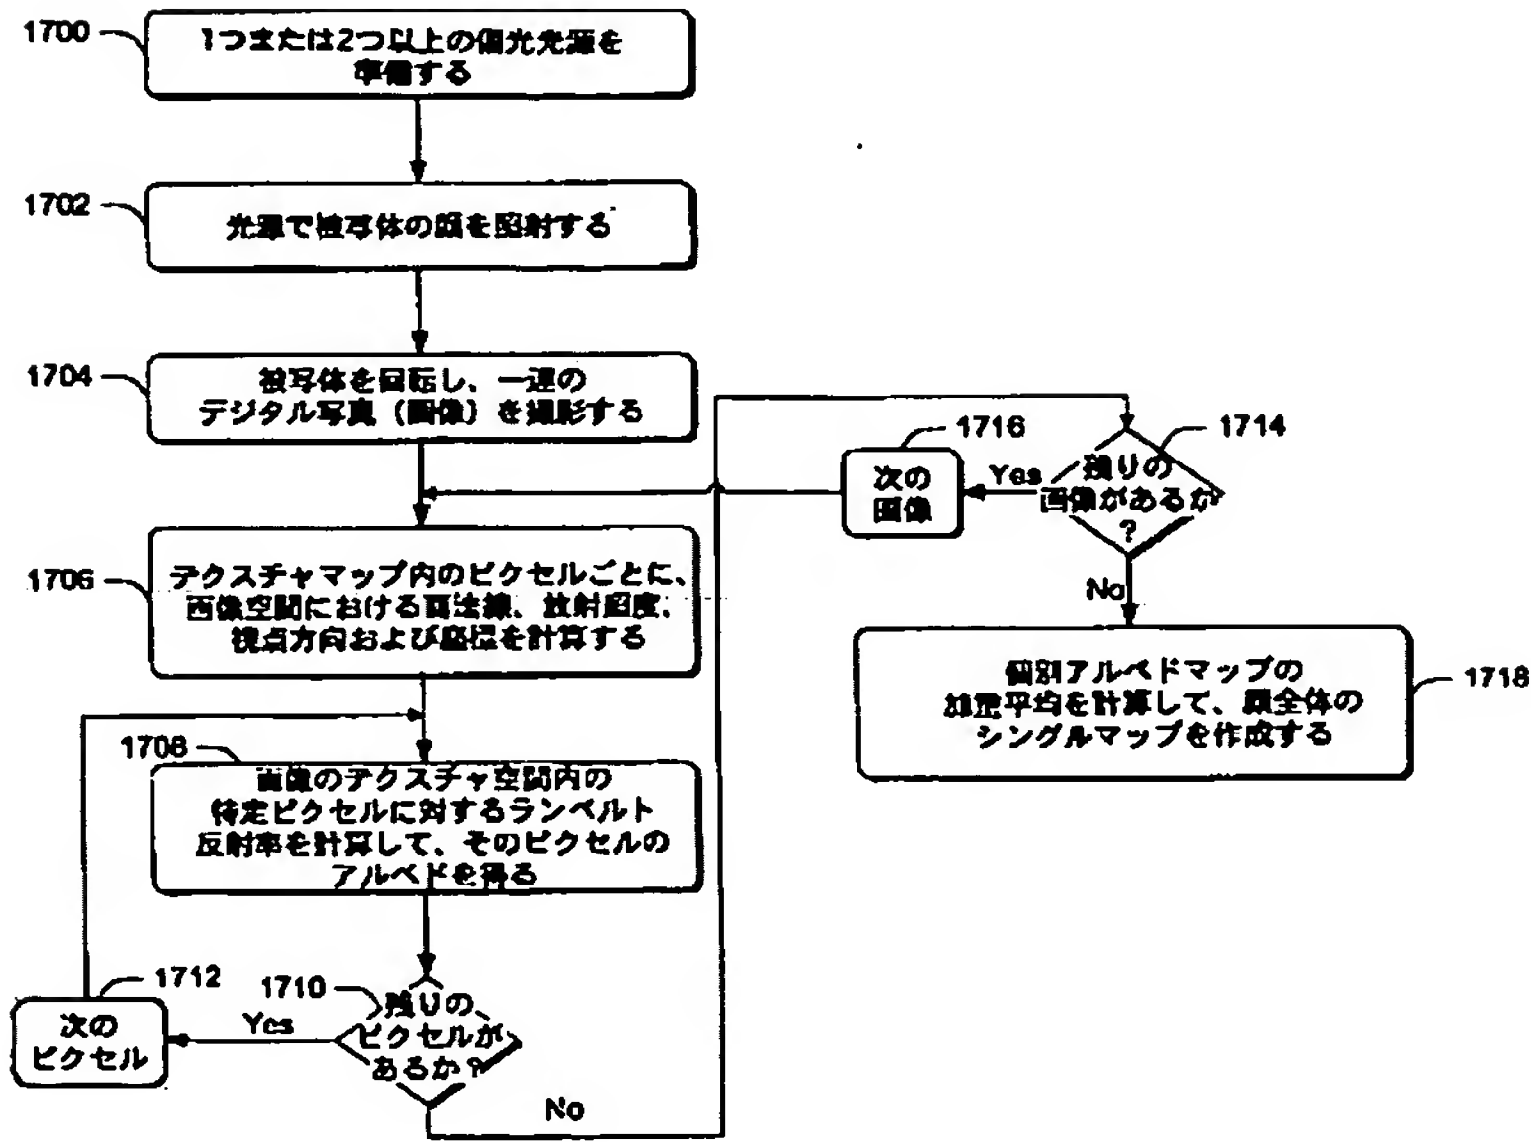 1700
1つまたは2つ以上の偏光光源を
準備する
1702
光源で被写体の顔を照射する
1704
被写体を回転し、一連の
デジタル写真（画像）を撮影する
1706
テクスチャマップ内のピクセルごとに、
画像空間における面法線、放射照度、
視点方向および座標を計算する
1708
画像のテクスチャ空間内の
特定ピクセルに対するランベルト
反射率を計算して、そのピクセルの
アルベドを得る
1710
残りの
ピクセルが
あるか？
Yes
1712
次の
ピクセル
No
1714
残りの
画像があるか
？
Yes
1716
次の
画像
No
個別アルベドマップの
加重平均を計算して、顔全体の
シングルマップを作成する
1718